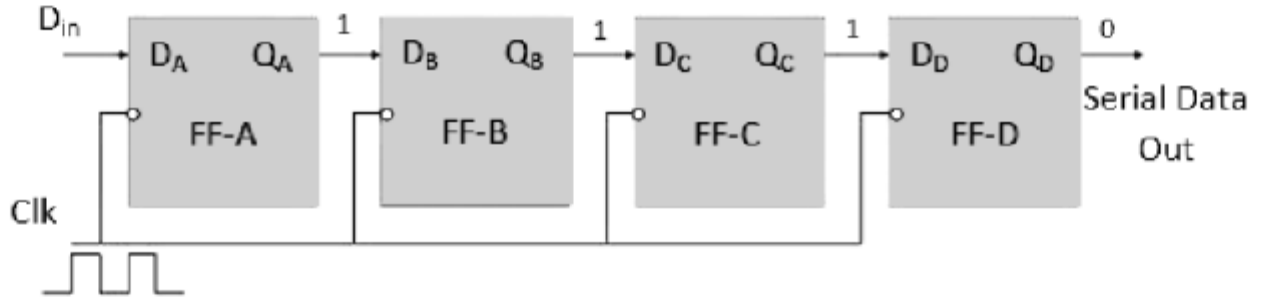 Din
1
1
1
0
DA QA
DB QB
DC QC
DD QD
FF-A
FF-B
FF-C
FF-D
Serial Data
Out
Clk